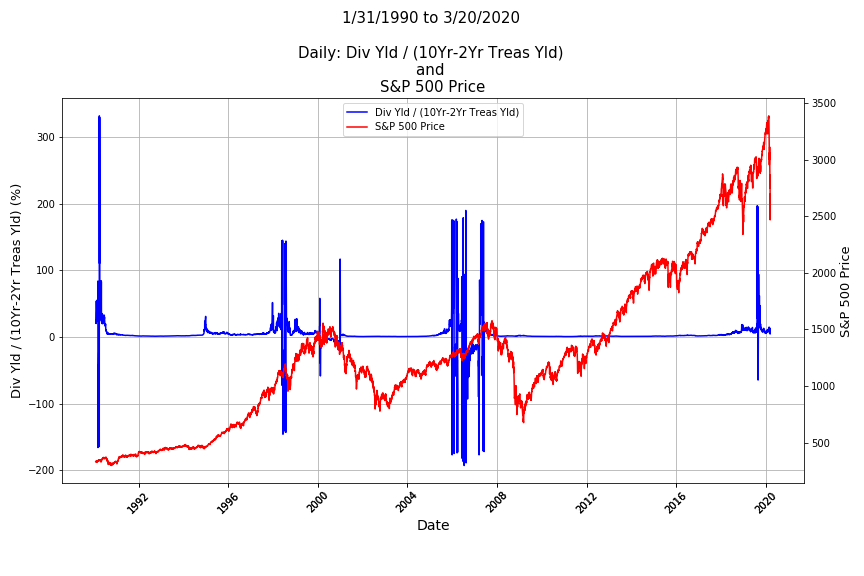 1/31/1990 to 3/20/2020
Daily: Div Yld / (10Yr-2Yr Treas Yld)
and
S&P 500 Price
Div Yld / (10Yr-2Yr Treas Yld)
S&P 500 Price
Div Yld / (10Yr-2Yr Treas Yld) (%)
300
200
100
0
−100
−200
3500
3000
2500
2000
1500
1000
500
S&P 500 Price
1992
1996
2000
2004
2008
2012
2016
2020
Date